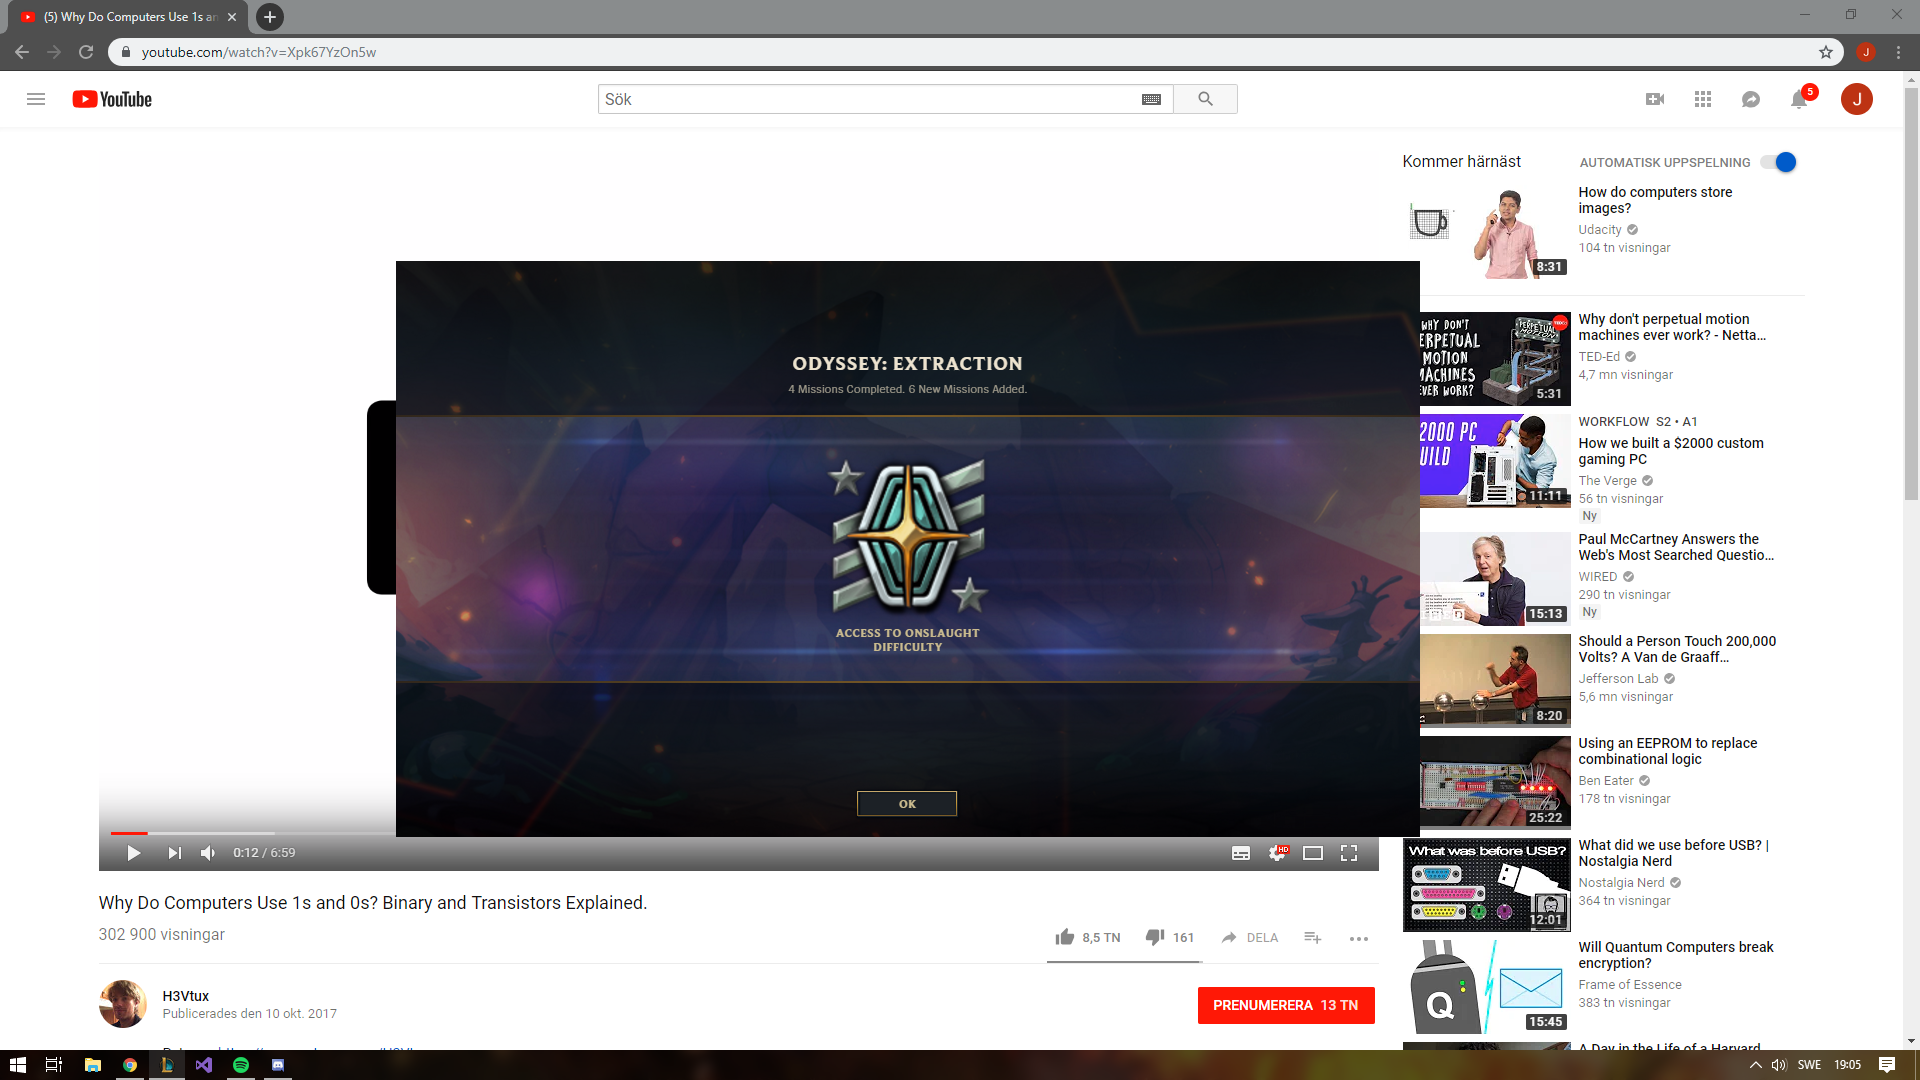 (5) Why Do Computers Use 1s an
youtube.com/watch?v=Xpk67YzOn5w
J
YouTube
Sök
5
J
Kommer härnäst
AUTOMATISK UPPSPELNING
How do computers store
images?
Udacity
104 tn visningar
8:31
ODYSSEY: EXTRACTION
4 Missions Completed. 6 New Missions Added.
ACCESS TO ONSLAUGHT
DIFFICULTY
OK
WHY DON'T
PERPETUAL
MOTION
MACHINES
EVER WORK?
PERPETUAL
MOTION
5:31
Why don't perpetual motion
machines ever work? - Netta...
TED-Ed
4,7 mn visningar
2000 PC
UILD
11:11
WORKFLOW S2 • A1
How we built a $2000 custom
gaming PC
The Verge
56 tn visningar
Ny
15:13
Paul McCartney Answers the
Web's Most Searched Questio...
WIRED
290 tn visningar
Ny
8:20
Should a Person Touch 200,000
Volts? A Van de Graaff...
Jefferson Lab
5,6 mn visningar
25:22
Using an EEPROM to replace
combinational logic
Ben Eater
178 tn visningar
What was before USB?
12:01
What did we use before USB? |
Nostalgia Nerd
Nostalgia Nerd
364 tn visningar
Q
15:45
Will Quantum Computers break
encryption?
Frame of Essence
383 tn visningar
A Day in the Life of a Harvard
0:12 / 6:59
HD
Why Do Computers Use 1s and 0s? Binary and Transistors Explained.
302 900 visningar
8,5 TN
161
DELA
H3Vtux
Publicerades den 10 okt. 2017
PRENUMERERA 13 TN
SWE
19:05